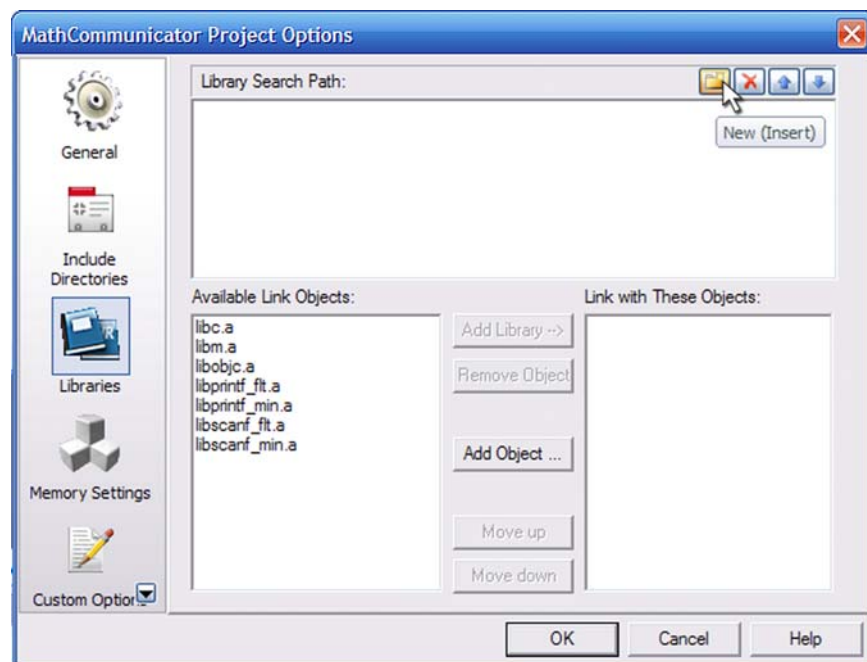 MathCommunicator Project Options
General
Include
Directories
Libraries
Memory Settings
Library Search Path:
New (Insert)
Available Link Objects:
libc.a
libm.a
libobjc.a
libprintf_flt.a
libprintf_min.a
libscanf_flt.a
libscanf_min.a
Add Library -->
Remove Object
Add Object ...
Move up
Move down
Link with These Objects:
Custom Option
OK
Cancel
Help